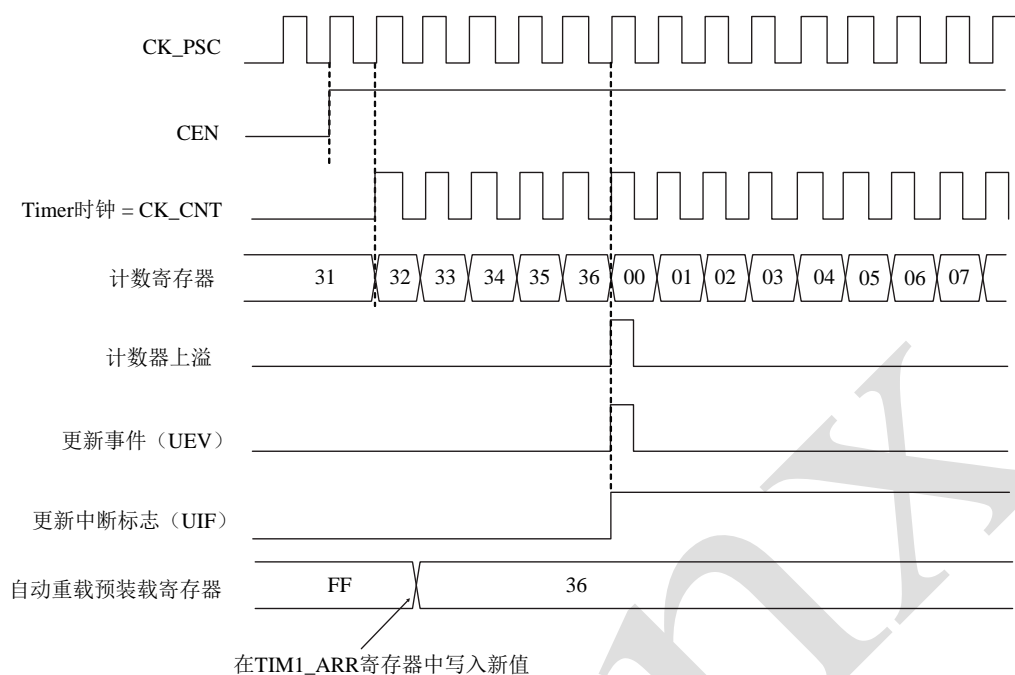 CK_PSC
CEN
Timer时钟 = CK_CNT
计数寄存器 31 32 33 34 35 36 00 01 02 03 04 05 06 07
计数器上溢
更新事件（UEV）
更新中断标志（UIF）
自动重载预装载寄存器 FF 36
在TIM1_ARR寄存器中写入新值